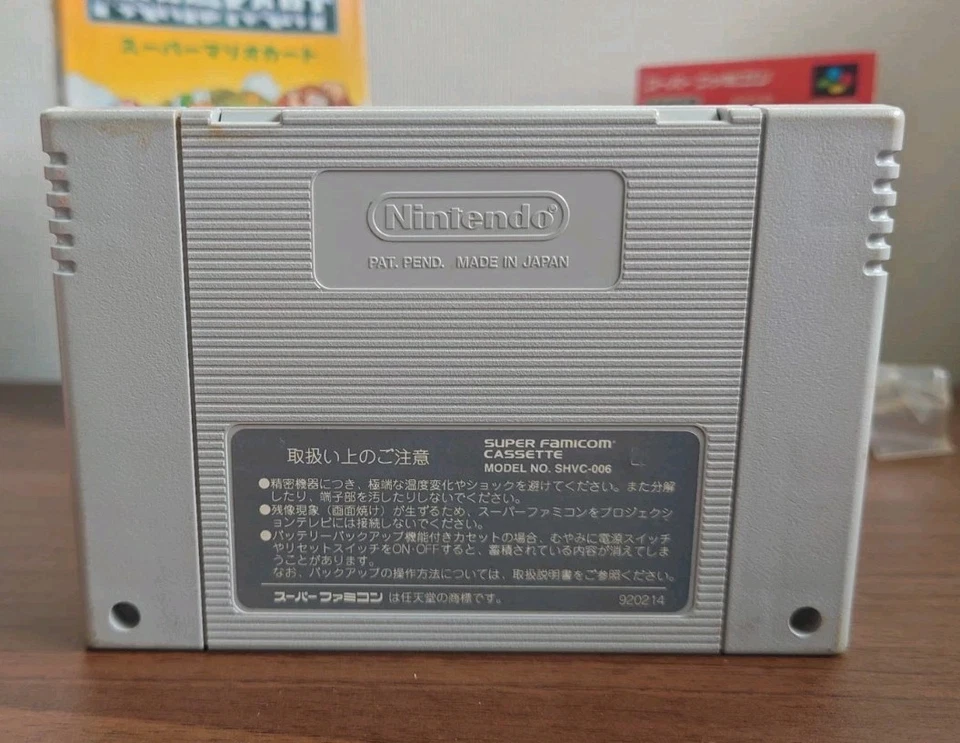 スーパーマリオカート
スーパー ファミコン
Nintendo®
PAT. PEND. MADE IN JAPAN
取扱い上のご注意
SUPER FAMICOM
CASSETTE
MODEL NO. SHVC-006
●精密機器につき、極端な温度変化やショックを避けてください。また分解
したり、端子部を汚したりしないでください。
●残像現象（画面焼け）が生ずるため、スーパーファミコンをプロジェクシ
ョンテレビには接続しないでください。
●バッテリーバックアップ機能付きカセットの場合、むやみに電源スイッチ
やリセットスイッチをON・OFFすると、蓄積されている内容が消えてしま
うことがあります。
なお、バックアップの操作方法については、取扱説明書をご参照ください。
スーパーファミコン は任天堂の商標です。
920214